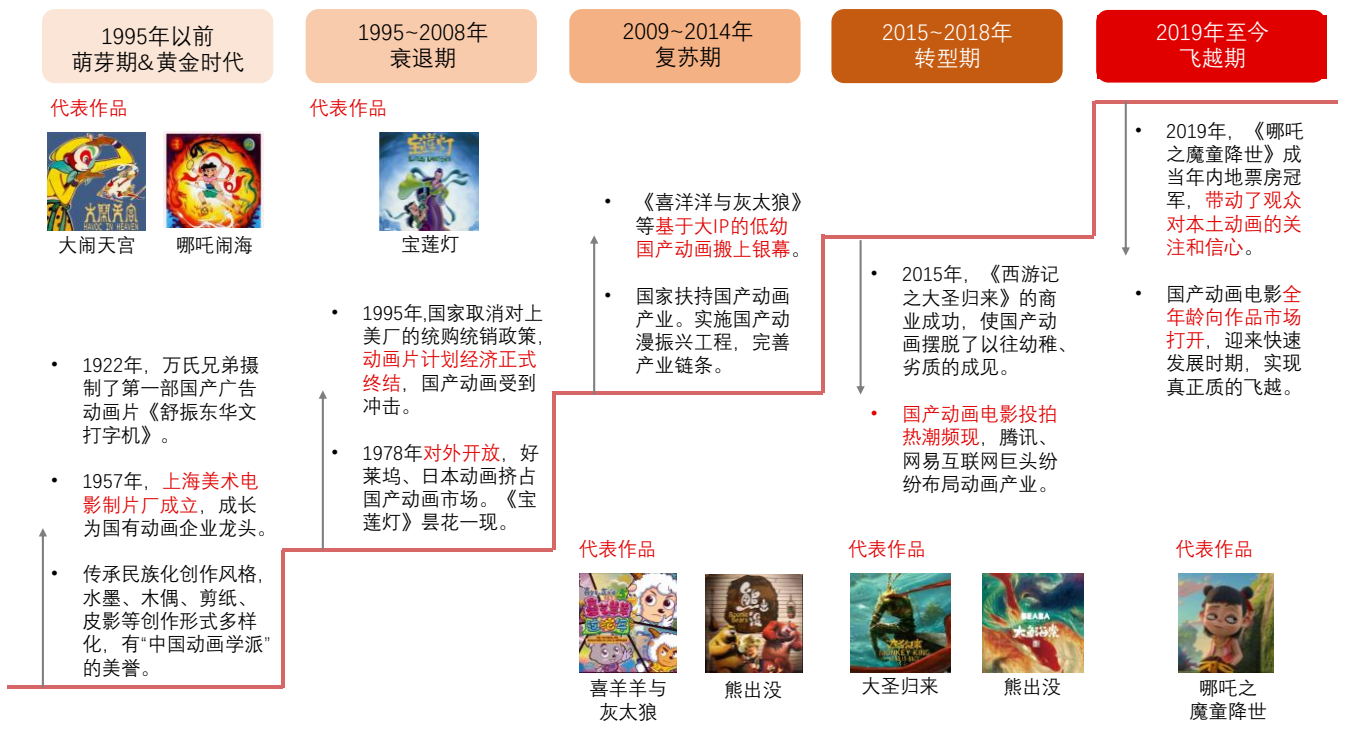 1995年以前
萌芽期&黄金时代
1995~2008年
衰退期
2009~2014年
复苏期
2015~2018年
转型期
2019年至今
飞越期
代表作品
大闹天宫
HAVOC IN HEAVEN
大闹天宫
哪吒闹海
• 1922年，万氏兄弟摄
制了第一部国产广告
动画片《舒振东华文
打字机》。
• 1957年，上海美术电
影制片厂成立，成长
为国有动画企业龙头。
• 传承民族化创作风格，
水墨、木偶、剪纸、
皮影等创作形式多样
化，有“中国动画学派”
的美誉。
代表作品
宝莲灯
宝莲灯
• 1995年,国家取消对上
美厂的统购统销政策，
动画片计划经济正式
终结，国产动画受到
冲击。
• 1978年对外开放，好
莱坞、日本动画挤占
国产动画市场。《宝
莲灯》昙花一现。
• 《喜洋洋与灰太狼》
等基于大IP的低幼
国产动画搬上银幕。
• 国家扶持国产动画
产业。实施国产动
漫振兴工程，完善
产业链条。
代表作品
喜羊羊与
灰太狼
熊出没
Boonie Bears
熊出没
• 2015年，《西游记
之大圣归来》的商
业成功，使国产动
画摆脱了以往幼稚、
劣质的成见。
• 国产动画电影投拍
热潮频现，腾讯、
网易互联网巨头纷
纷布局动画产业。
代表作品
大圣归来
MONKEY KING
大圣归来
大鱼海棠
熊出没
• 2019年，《哪吒
之魔童降世》成
当年内地票房冠
军，带动了观众
对本土动画的关
注和信心。
• 国产动画电影全
年龄向作品市场
打开，迎来快速
发展时期，实现
真正质的飞越。
代表作品
哪吒之
魔童降世